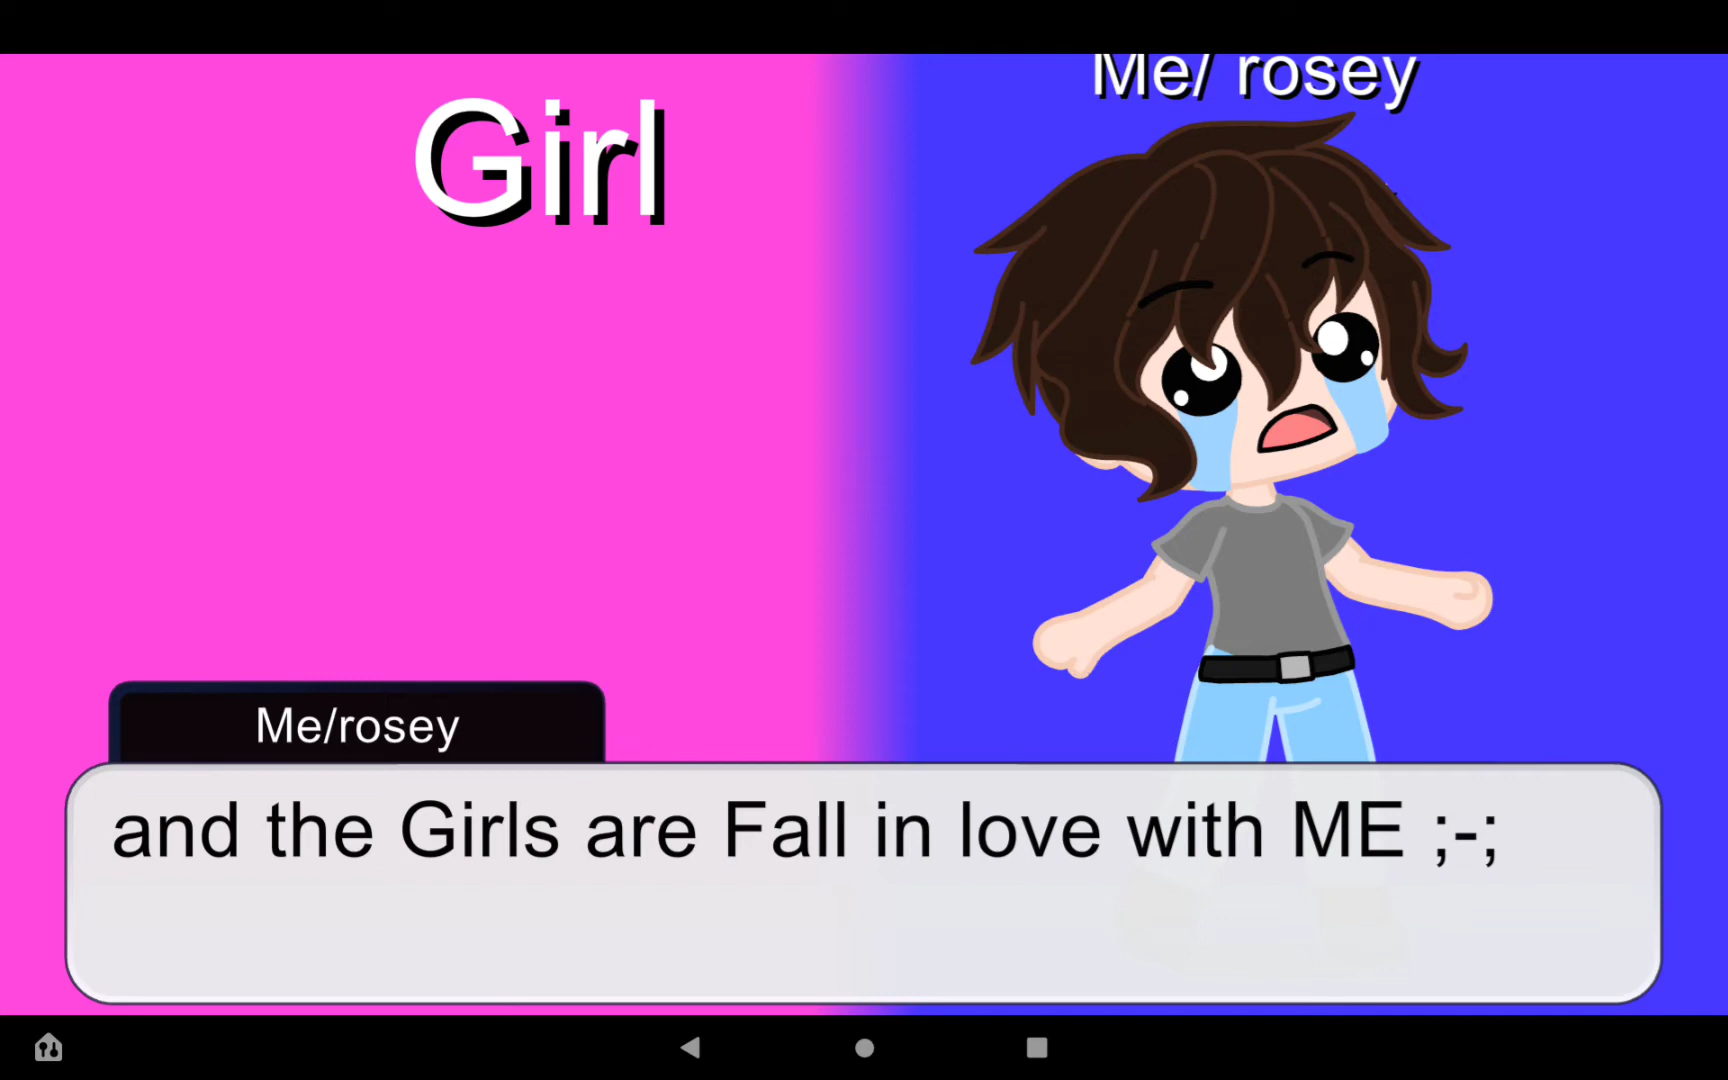 Me/ rosey
Girl
Me/rosey
and the Girls are Fall in love with ME ;-;